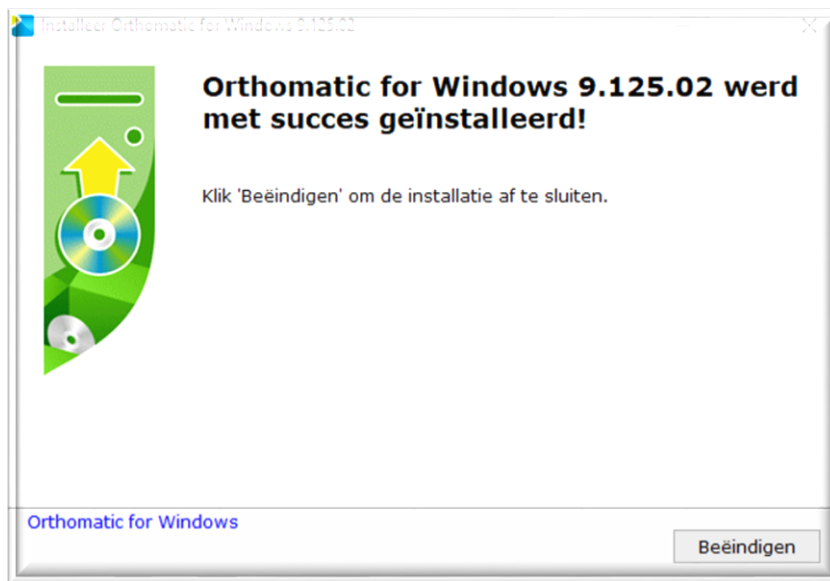 Installeer Orthomatic for Windows 9.125.02
Orthomatic for Windows 9.125.02 werd
met succes geïnstalleerd!
Klik 'Beëindigen' om de installatie af te sluiten.
Orthomatic for Windows
Beëindigen